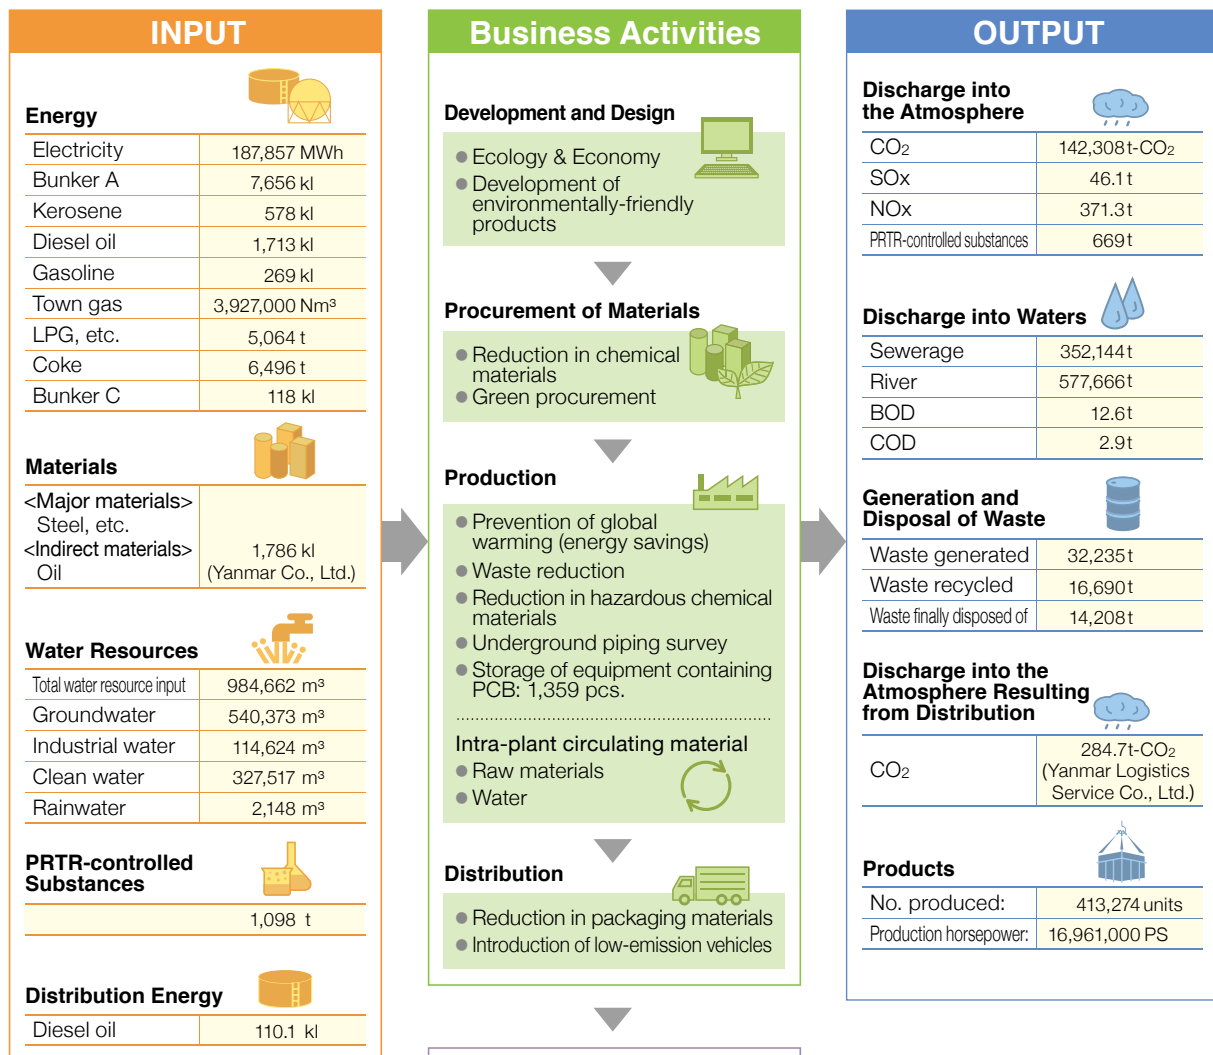 INPUT
Energy
Electricity 187,857 MWh
Bunker A 7,656 kl
Kerosene 578 kl
Diesel oil 1,713 kl
Gasoline 269 kl
Town gas 3,927,000 Nm³
LPG, etc. 5,064 t
Coke 6,496 t
Bunker C 118 kl
Materials
<Major materials>
Steel, etc.
<Indirect materials> 1,786 kl
Oil (Yanmar Co., Ltd.)
Water Resources
Total water resource input 984,662 m³
Groundwater 540,373 m³
Industrial water 114,624 m³
Clean water 327,517 m³
Rainwater 2,148 m³
PRTR-controlled
Substances
1,098 t
Distribution Energy
Diesel oil 110.1 kl
Business Activities
Development and Design
● Ecology & Economy
● Development of
environmentally-friendly
products
Procurement of Materials
● Reduction in chemical
materials
● Green procurement
Production
● Prevention of global
warming (energy savings)
● Waste reduction
● Reduction in hazardous chemical
materials
● Underground piping survey
● Storage of equipment containing
PCB: 1,359 pcs.
Intra-plant circulating material
● Raw materials
● Water
Distribution
● Reduction in packaging materials
● Introduction of low-emission vehicles
OUTPUT
Discharge into
the Atmosphere
CO₂ 142,308t-CO₂
SOx 46.1t
NOx 371.3t
PRTR-controlled substances 669t
Discharge into Waters
Sewerage 352,144t
River 577,666t
BOD 12.6t
COD 2.9t
Generation and
Disposal of Waste
Waste generated 32,235t
Waste recycled 16,690t
Waste finally disposed of 14,208t
Discharge into the
Atmosphere Resulting
from Distribution
CO₂ 284.7t-CO₂
(Yanmar Logistics
Service Co., Ltd.)
Products
No. produced: 413,274 units
Production horsepower: 16,961,000 PS